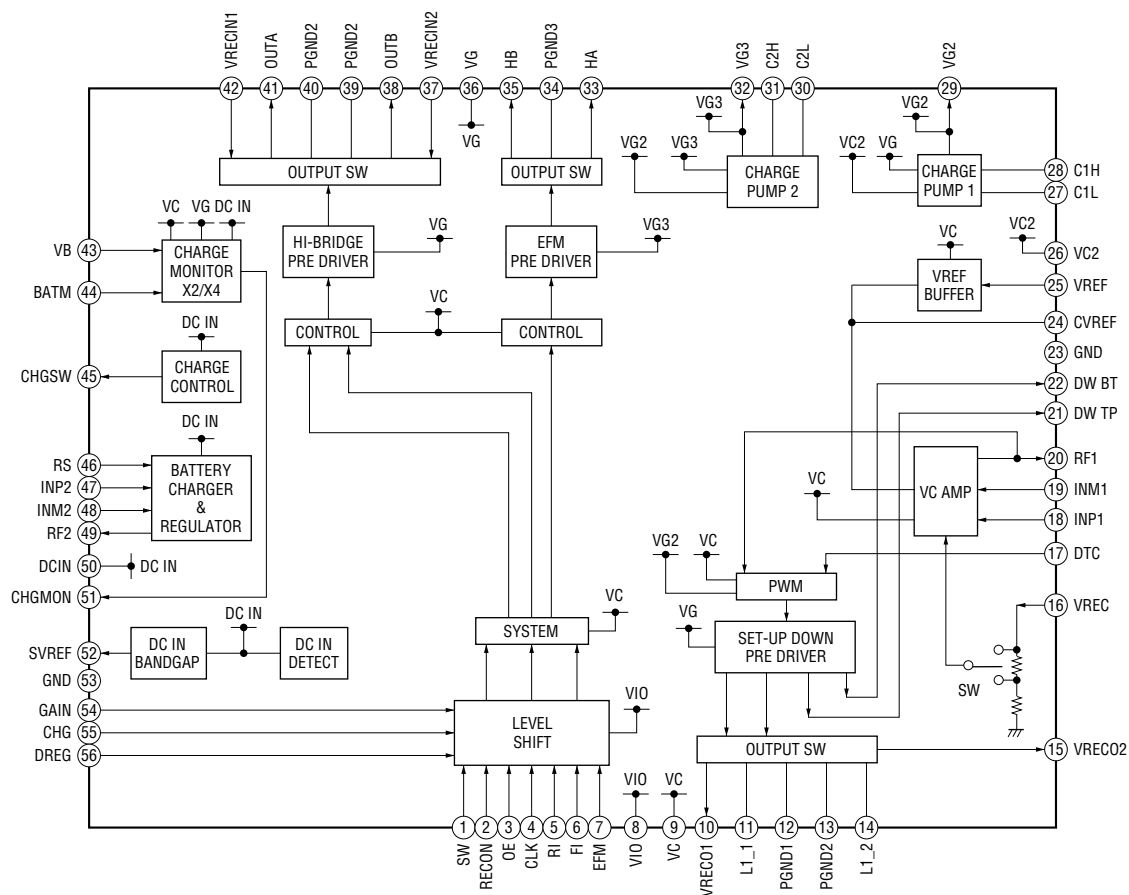 VRECIN1
OUTA
PGND2
PGND2
OUTB
VRECIN2
VG
HB
PGND3
HA
VG3
C2H
C2L
VG2
42
41
40
39
38
37
36
35
34
33
32
31
30
29
VG
VG3
VG2
VG2
VG3
VC2
VG
OUTPUT SW
OUTPUT SW
CHARGE
PUMP 2
CHARGE
PUMP 1
28 C1H
27 C1L
VC
VG
DC IN
VB 43
BATM 44
CHARGE
MONITOR
X2/X4
HI-BRIDGE
PRE DRIVER
VG
EFM
PRE DRIVER
VG3
VC
VC2
26 VC2
VREF
BUFFER
25 VREF
VC
CONTROL
CONTROL
24 CVREF
23 GND
DC IN
CHGSW 45
CHARGE
CONTROL
22 DW BT
21 DW TP
DC IN
RS 46
INP2 47
INM2 48
RF2 49
BATTERY
CHARGER
&
REGULATOR
VC AMP
20 RF1
19 INM1
18 INP1
VC
DCIN 50
DC IN
VG2
VC
17 DTC
CHGMON 51
PWM
16 VREC
DC IN
VC
SYSTEM
VG
SVREF 52
DC IN
BANDGAP
DC IN
DETECT
SET-UP DOWN
PRE DRIVER
SW
GND 53
GAIN 54
CHG 55
DREG 56
LEVEL
SHIFT
VIO
OUTPUT SW
15 VRECO2
VIO
VC
1
2
3
4
5
6
7
8
9
10
11
12
13
14
SW
RECON
OE
CLK
RI
FI
EFM
VIO
VC
VRECO1
L1_1
PGND1
PGND2
L1_2